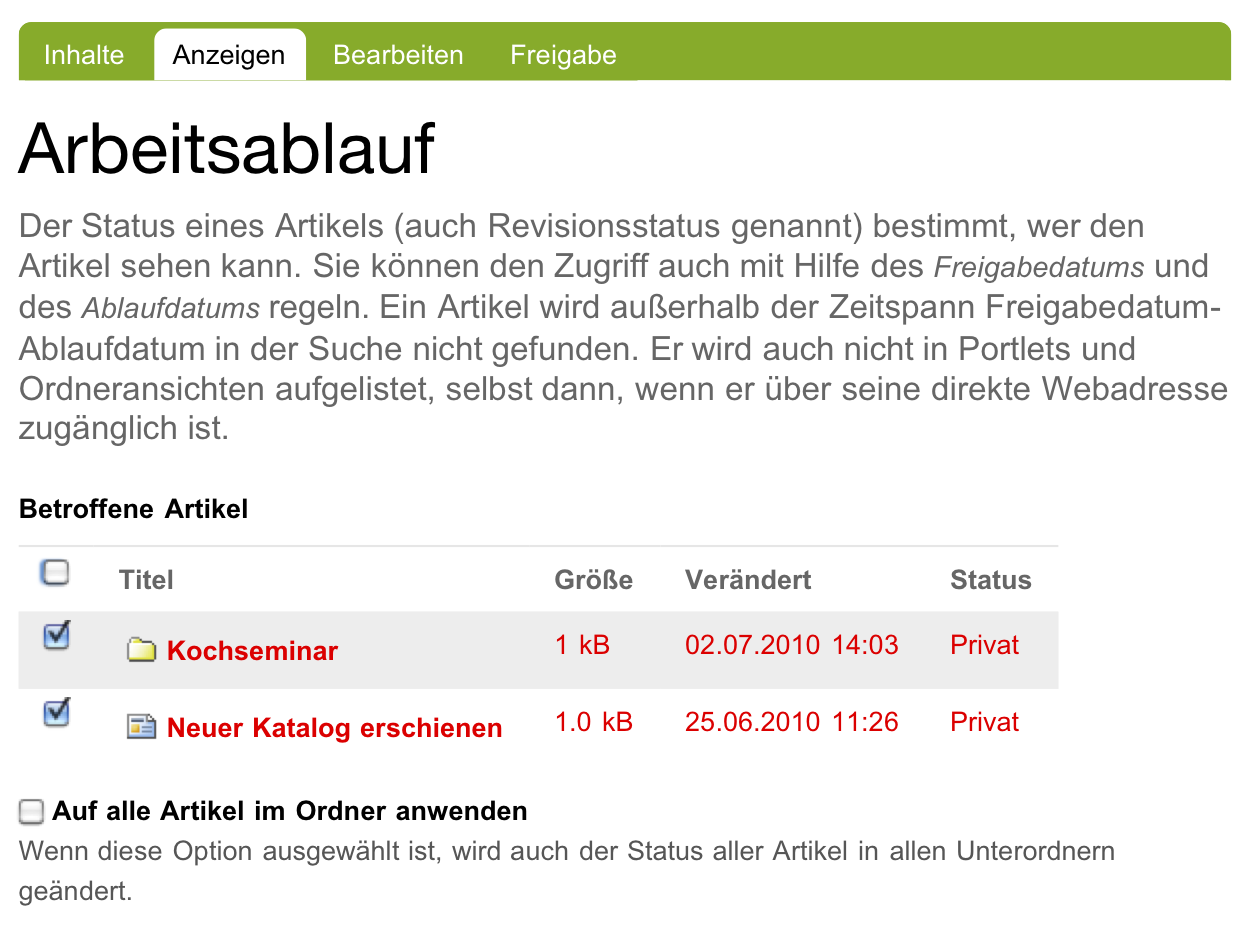 Inhalte Anzeigen Bearbeiten Freigabe
Arbeitsablauf
Der Status eines Artikels (auch Revisionsstatus genannt) bestimmt, wer den
Artikel sehen kann. Sie können den Zugriff auch mit Hilfe des Freigabedatums und
des Ablaufdatums regeln. Ein Artikel wird außerhalb der Zeitspann Freigabedatum-
Ablaufdatum in der Suche nicht gefunden. Er wird auch nicht in Portlets und
Ordneransichten aufgelistet, selbst dann, wenn er über seine direkte Webadresse
zugänglich ist.
Betroffene Artikel
Titel Größe Verändert Status
Kochseminar 1 kB 02.07.2010 14:03 Privat
Neuer Katalog erschienen 1.0 kB 25.06.2010 11:26 Privat
Auf alle Artikel im Ordner anwenden
Wenn diese Option ausgewählt ist, wird auch der Status aller Artikel in allen Unterordnern
geändert.